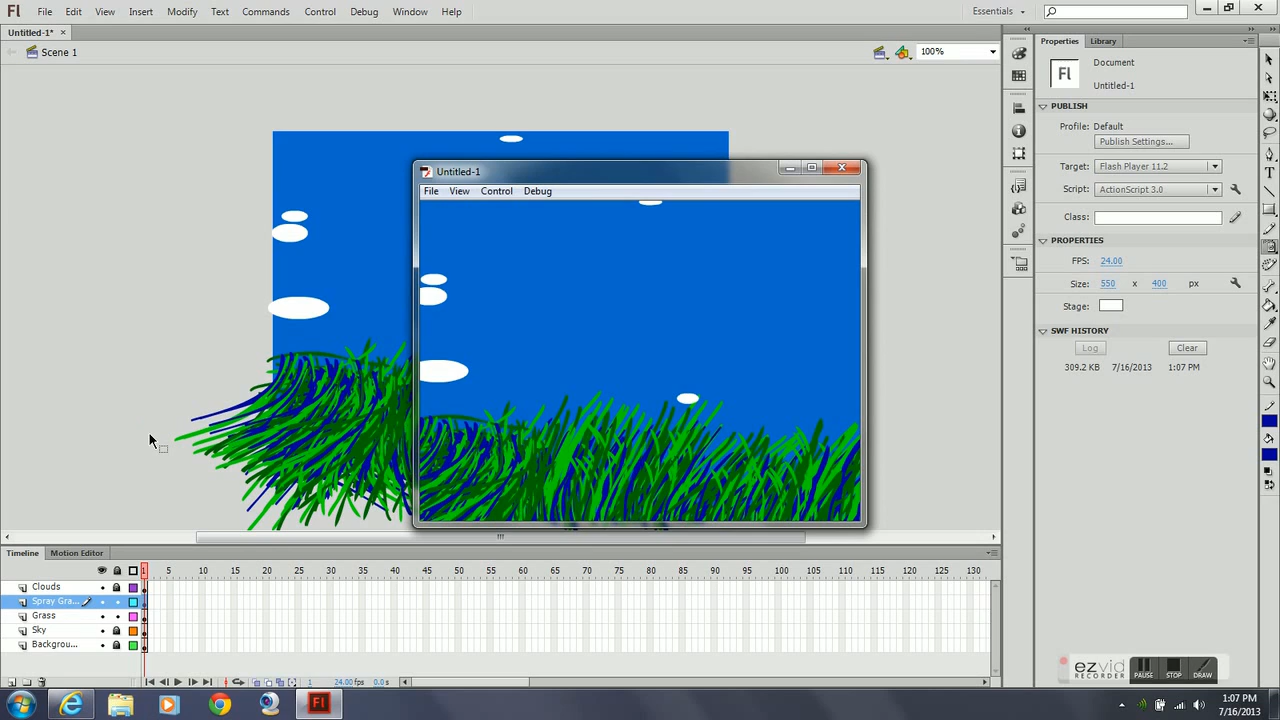 Fl File Edit View Insert Modify Text Commands Control Debug Window Help Essentials
Untitled-1* ×
Scene 1 100%
Properties Library
Fl Document
Untitled-1
PUBLISH
Profile: Default
Publish Settings...
Target: Flash Player 11.2
Script: ActionScript 3.0
Class:
PROPERTIES
FPS: 24.00
Size: 550 x 400 px
Stage:
SWF HISTORY
Log Clear
309.2 KB 7/16/2013 1:07 PM
Untitled-1
File View Control Debug
Timeline Motion Editor
1 5 10 15 20 25 30 35 40 45 50 55 60 65 70 75 80 85 90 95 100 105 110 115 120 125 130
Clouds
Spray Gra...
Grass
Sky
Backgrou...
1 24.00 fps 0.0 s
ezvid RECORDER PAUSE STOP DRAW
Fl
1:07 PM
7/16/2013